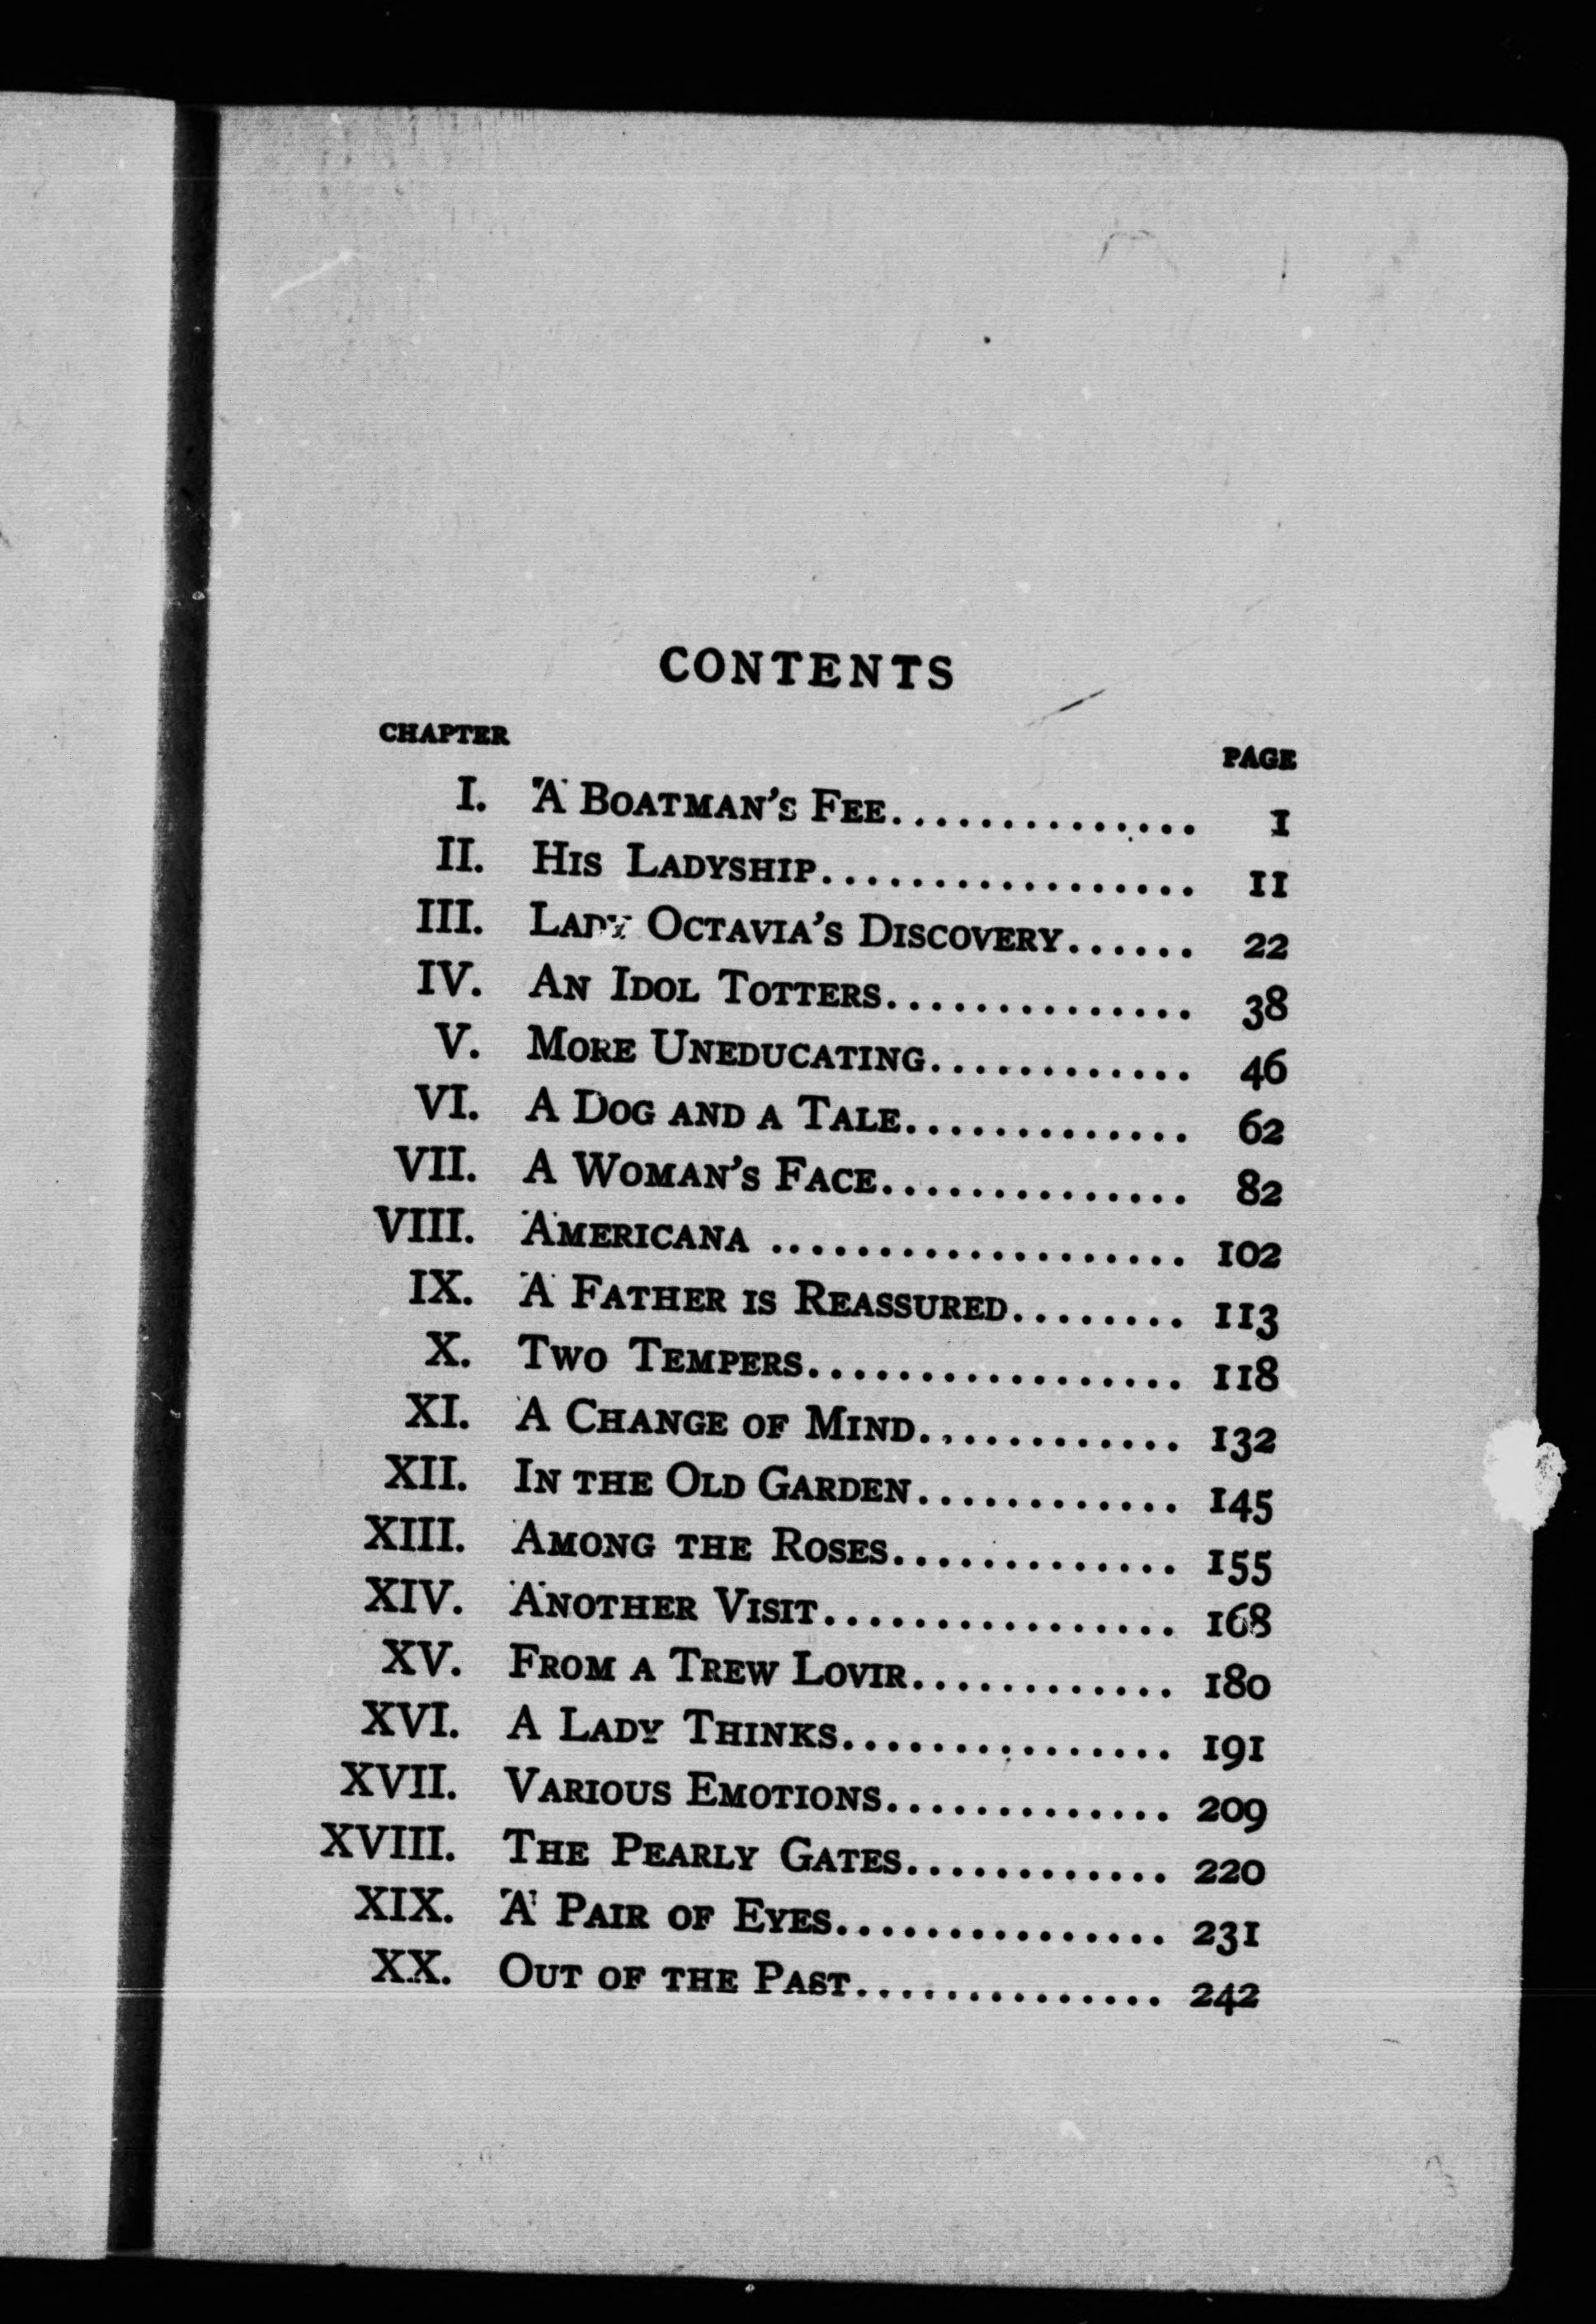 CONTENTS
CHAPTER PAGE
I. A BOATMAN'S FEE.............. 1
II. HIS LADYSHIP................. 11
III. LADY OCTAVIA'S DISCOVERY...... 22
IV. AN IDOL TOTTERS.............. 38
V. MORE UNEDUCATING............ 46
VI. A DOG AND A TALE............. 62
VII. A WOMAN'S FACE.............. 82
VIII. AMERICANA ................... 102
IX. A FATHER IS REASSURED........ 113
X. TWO TEMPERS................. 118
XI. A CHANGE OF MIND............ 132
XII. IN THE OLD GARDEN............ 145
XIII. AMONG THE ROSES............. 155
XIV. ANOTHER VISIT................ 168
XV. FROM A TREW LOVIR............ 180
XVI. A LADY THINKS............... 191
XVII. VARIOUS EMOTIONS............. 209
XVIII. THE PEARLY GATES............ 220
XIX. A PAIR OF EYES............... 231
XX. OUT OF THE PAST.............. 242